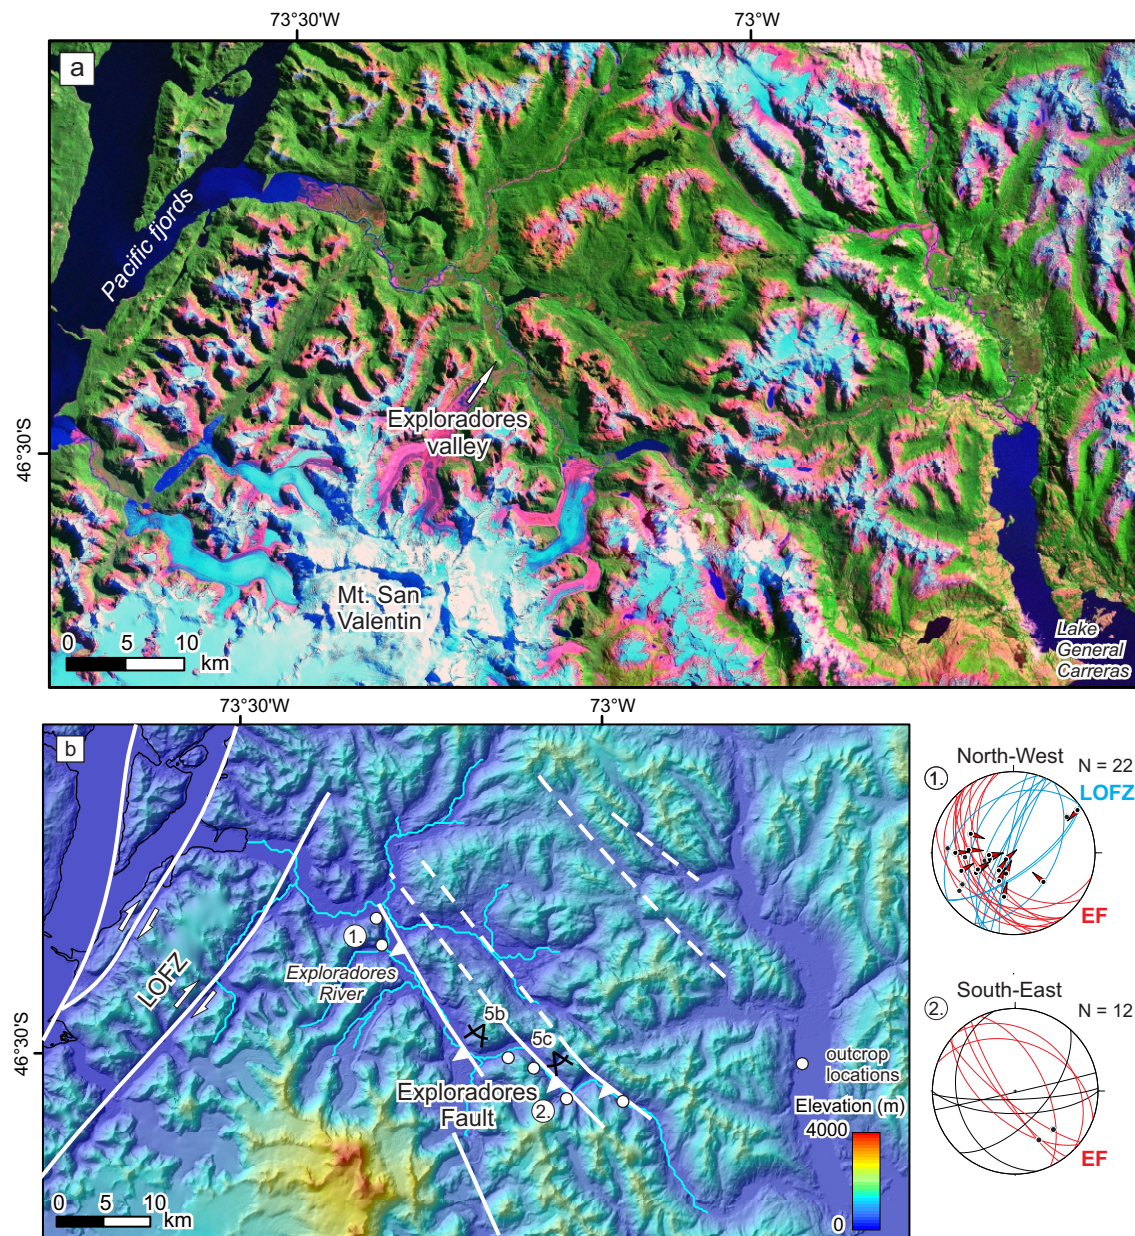 73°30'W
73°W
a
Pacific fjords
Exploradores
valley
46°30'S
Mt. San
Valentin
0 5 10
km
Lake
General
Carreras
73°30'W
73°W
b
LOFZ
1.
Exploradores
River
5b
5c
46°30'S
Exploradores
Fault
2.
outcrop
locations
Elevation (m)
4000
0
0 5 10
km
1.
North-West
N = 22
LOFZ
EF
2.
South-East
N = 12
EF